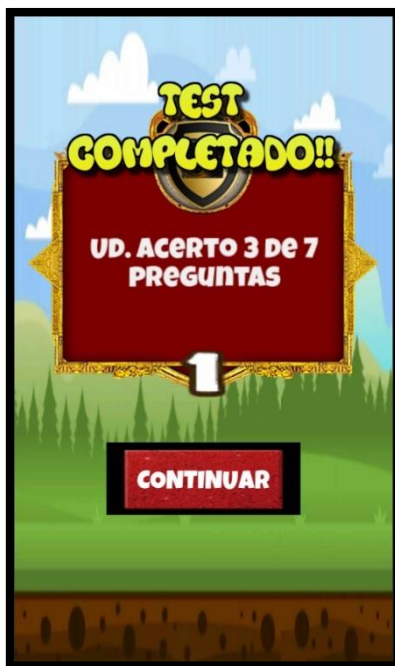 TEST
COMPLETADO!!
UD. ACERTO 3 DE 7
PREGUNTAS
1
CONTINUAR